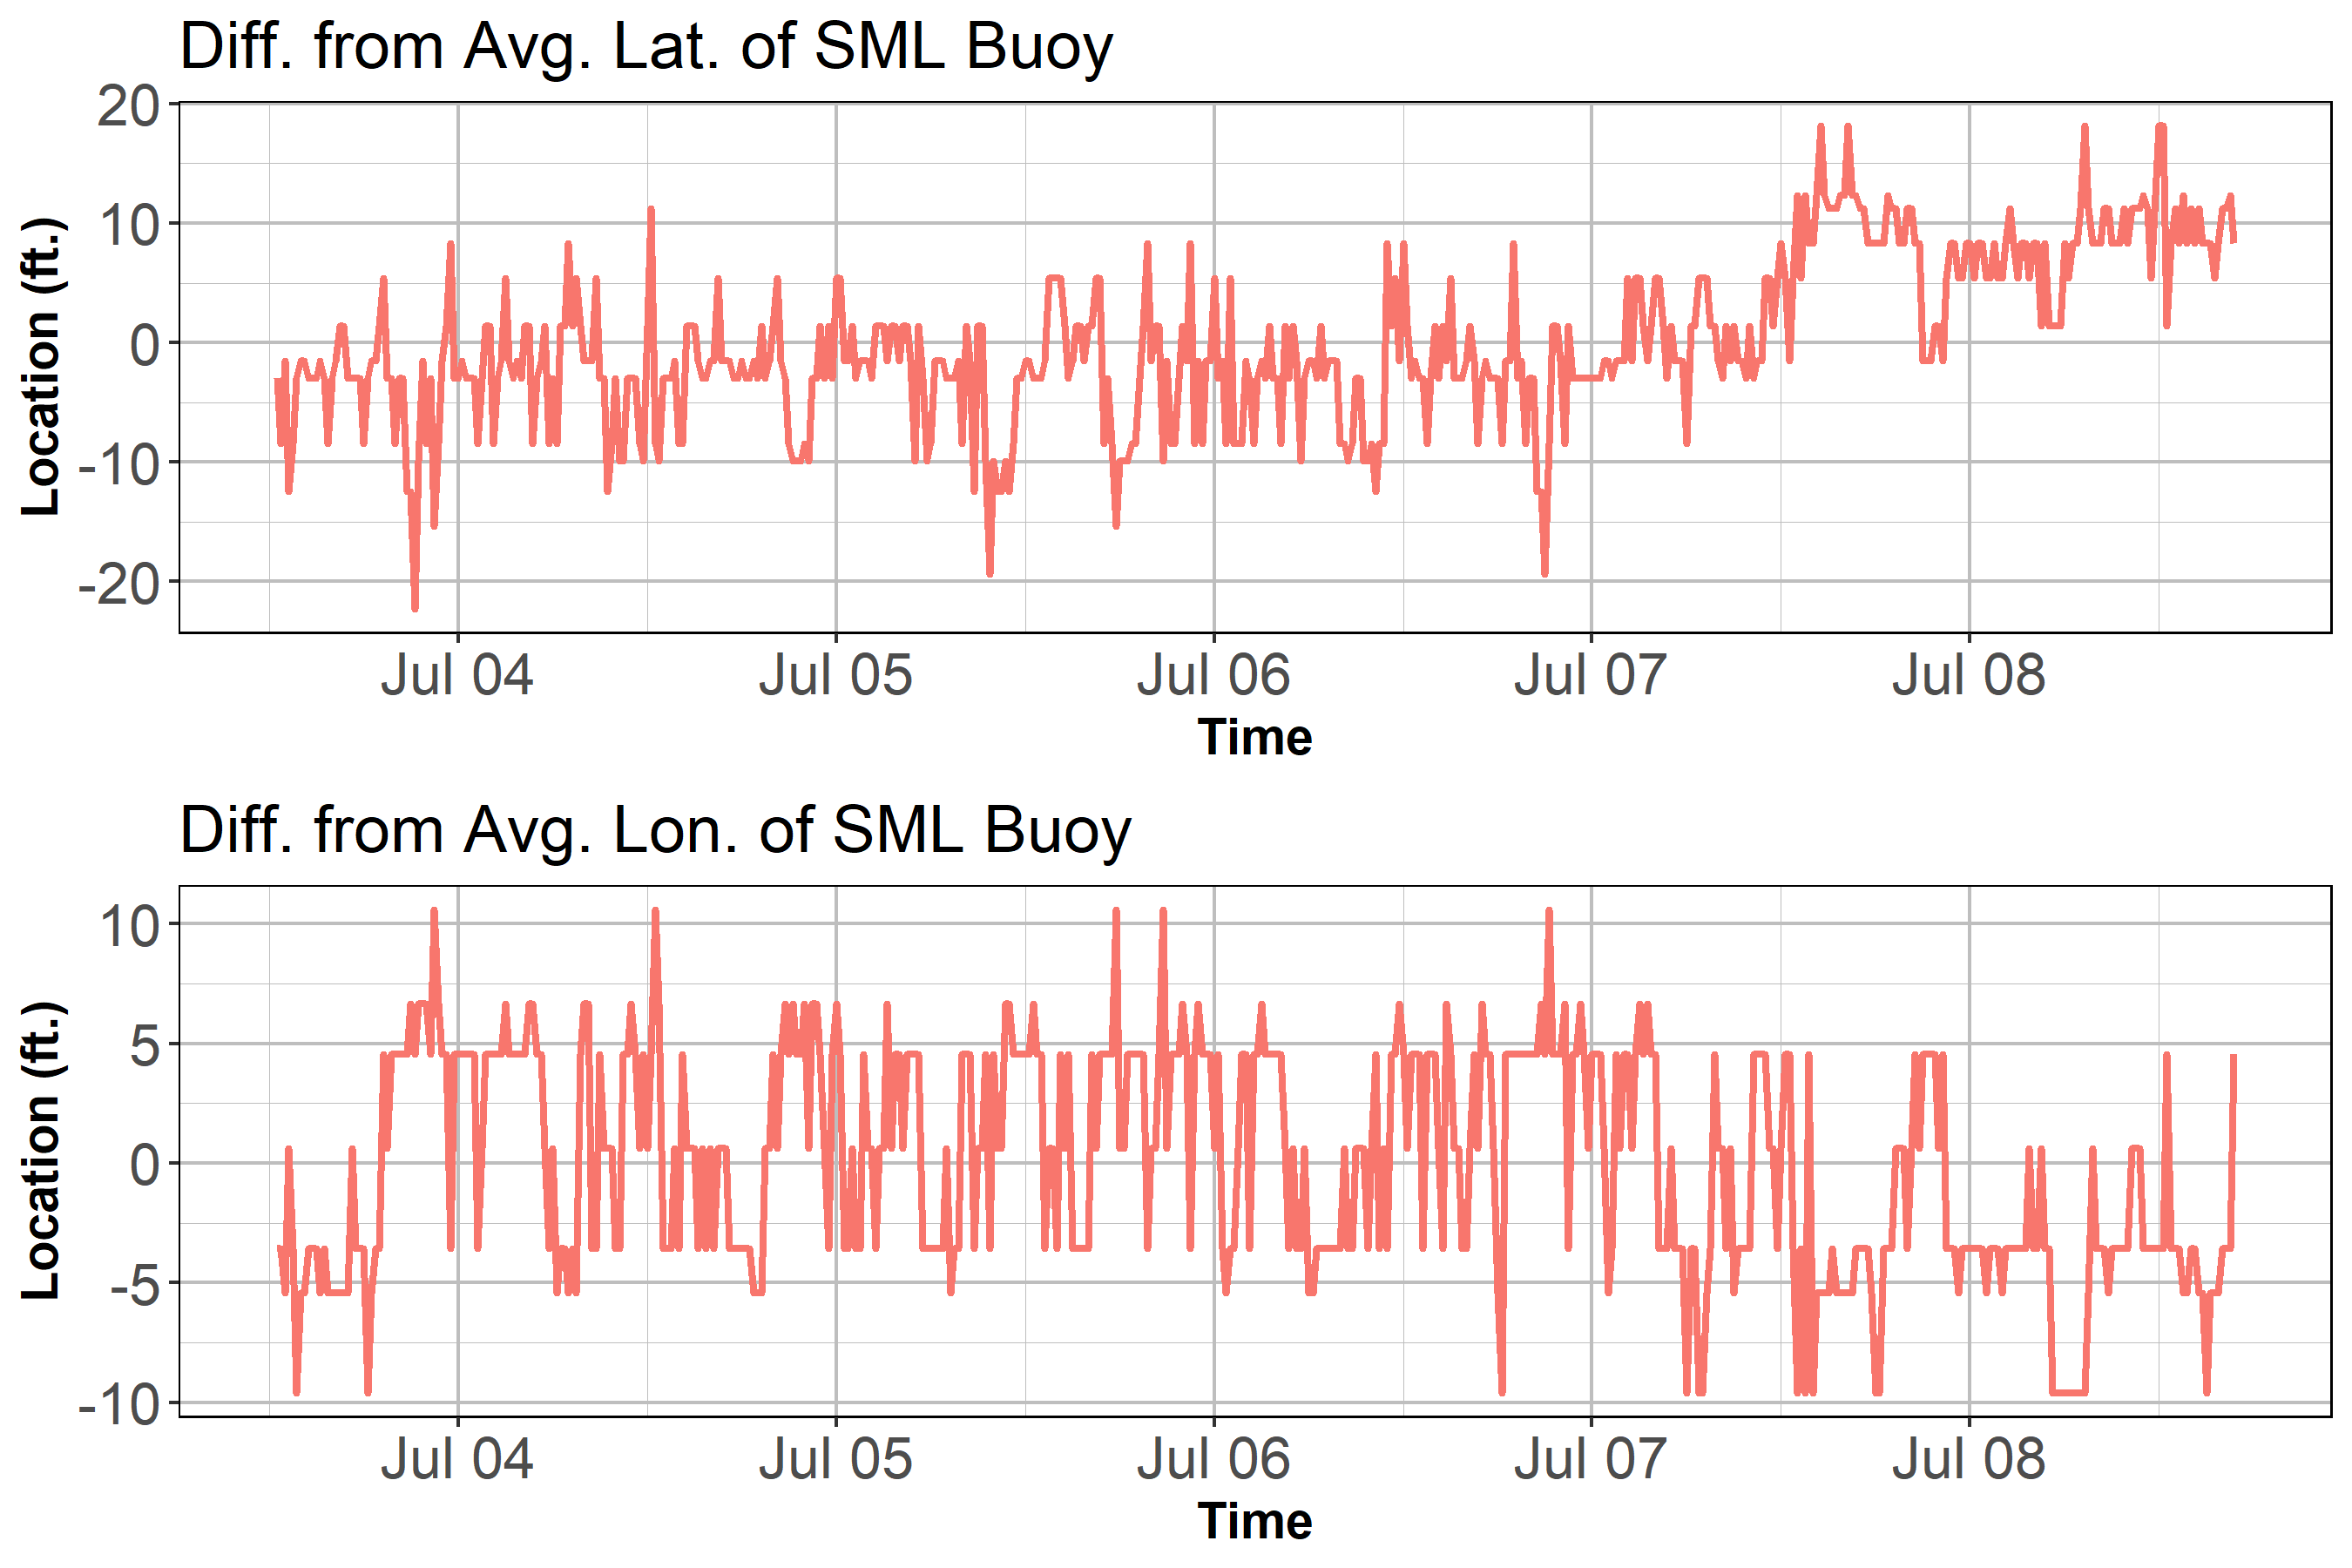 Diff. from Avg. Lat. of SML Buoy
20
10
0
-10
-20
Location (ft.)
Jul 04 Jul 05 Jul 06 Jul 07 Jul 08
Time
Diff. from Avg. Lon. of SML Buoy
10
5
0
-5
-10
Location (ft.)
Jul 04 Jul 05 Jul 06 Jul 07 Jul 08
Time